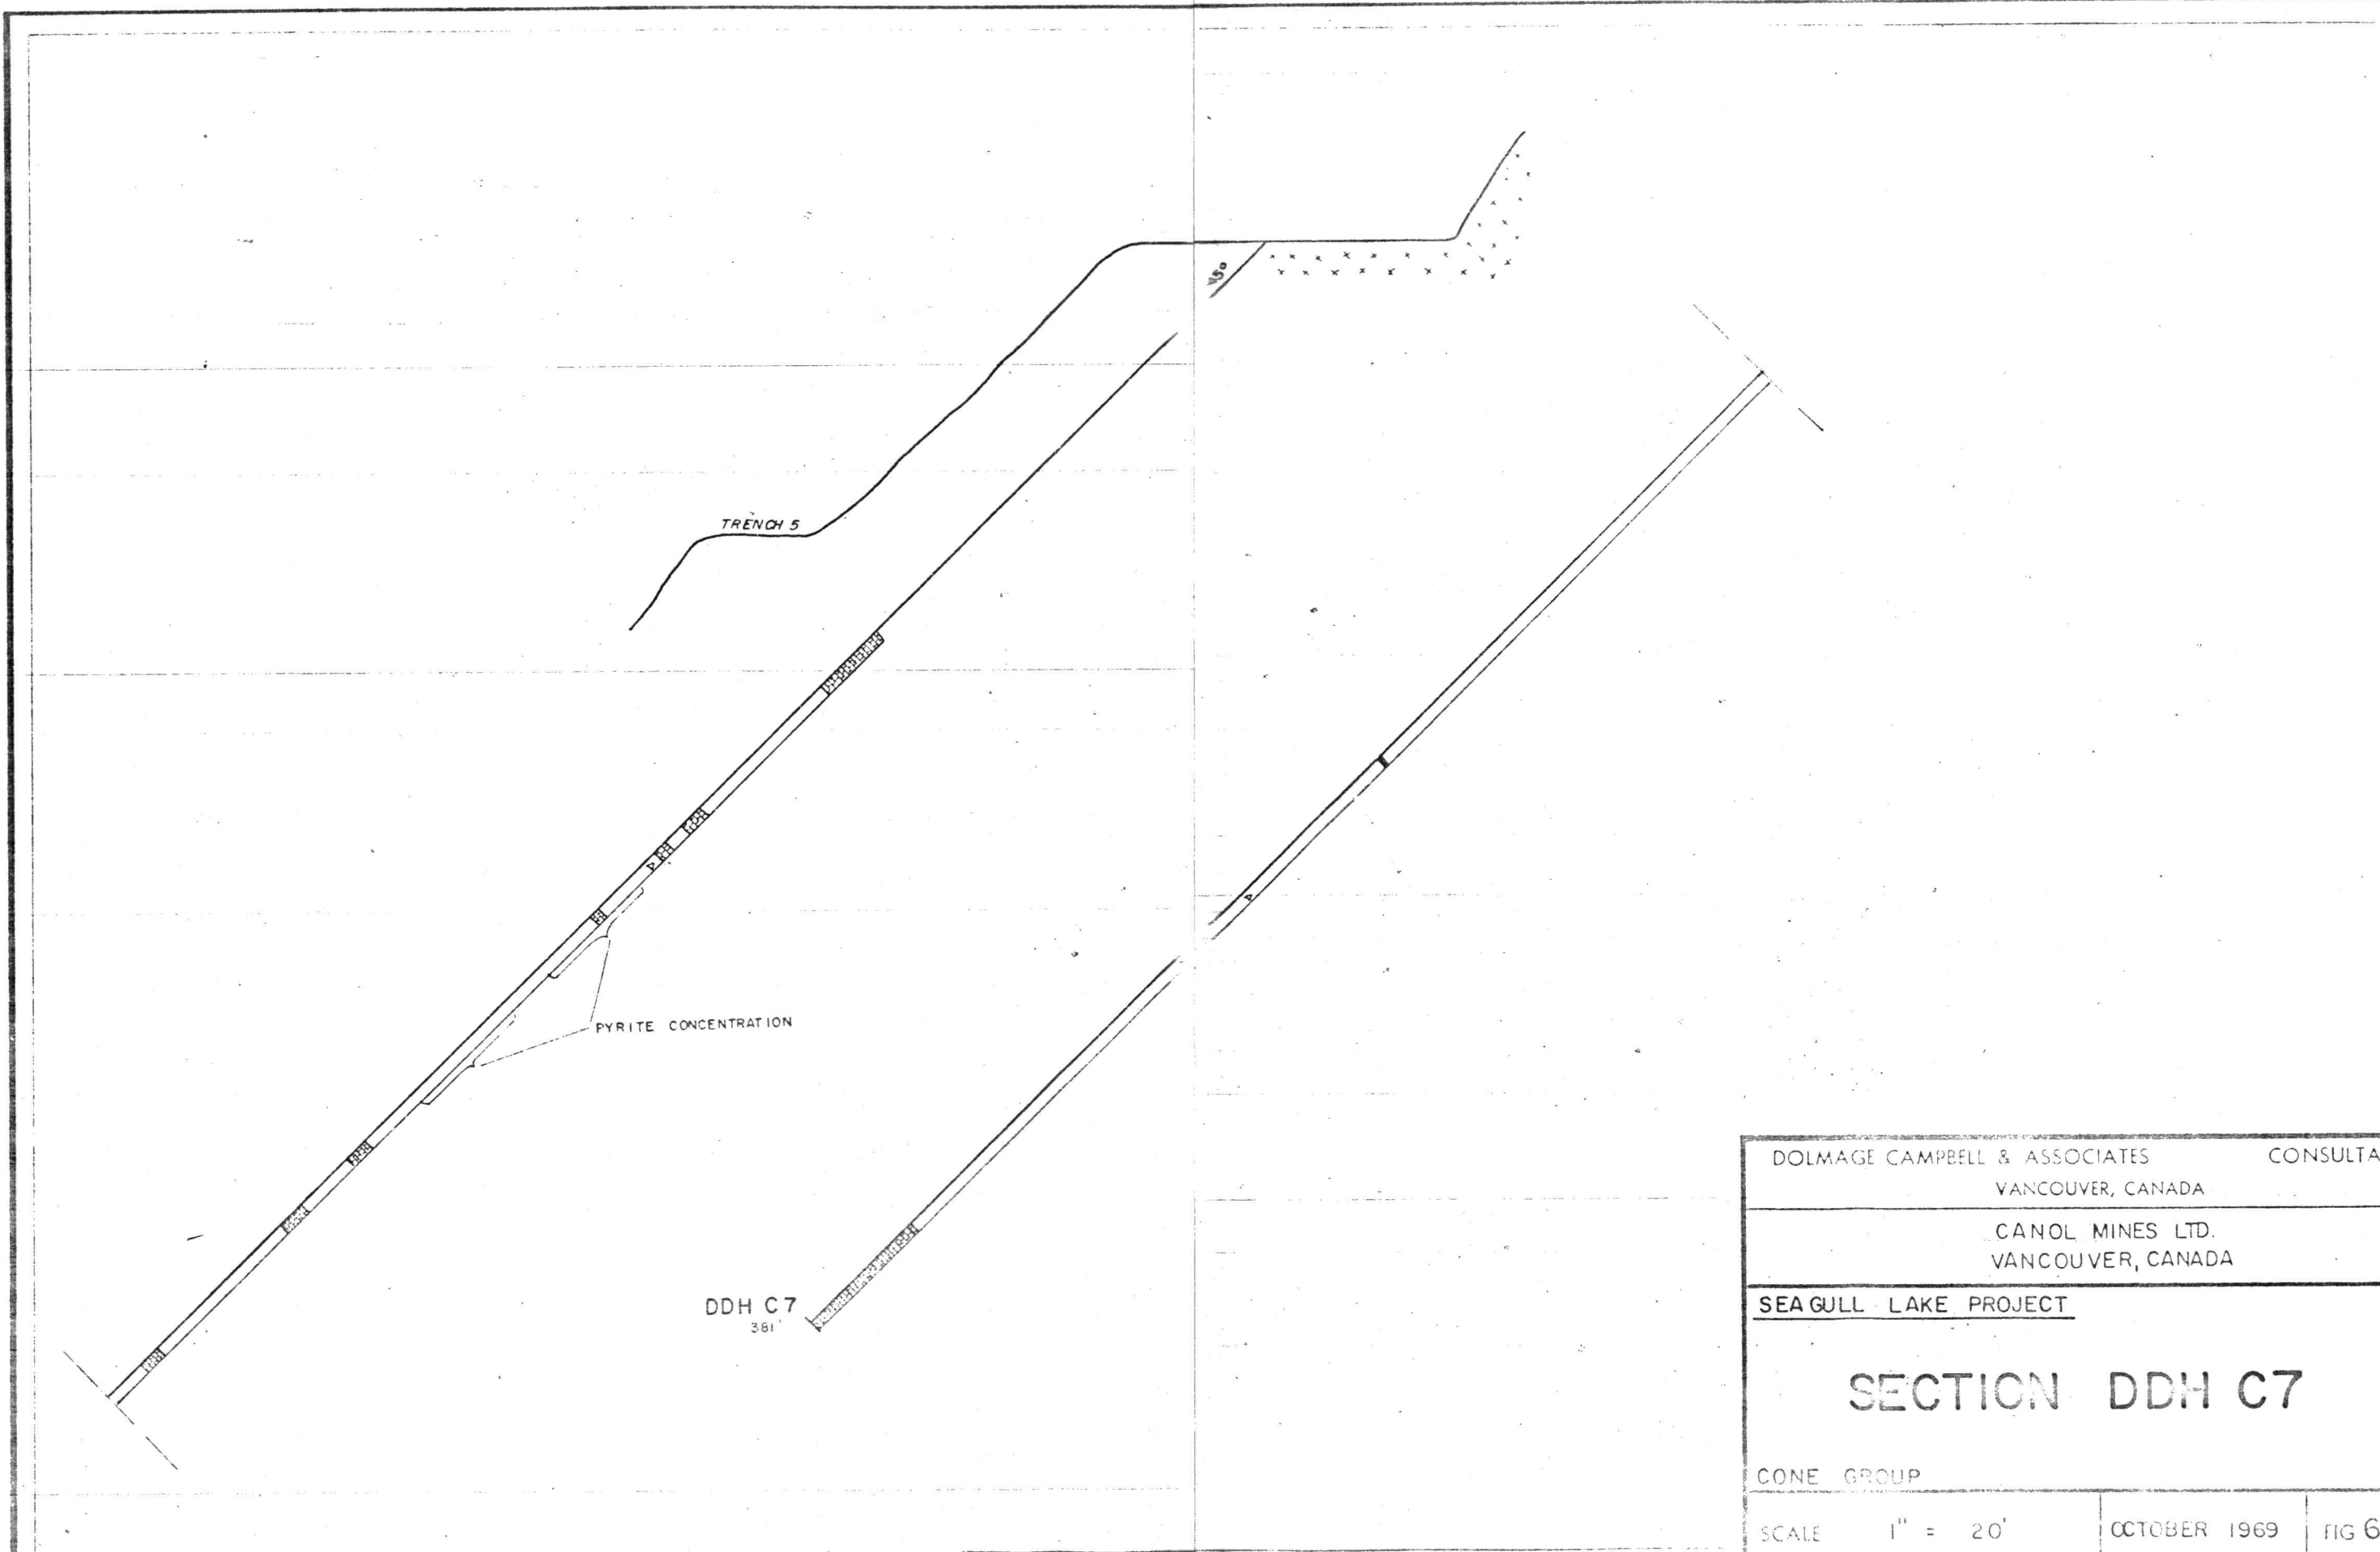 45°
TRENCH 5
PYRITE CONCENTRATION
DDH C7
381'
DOLMAGE CAMPBELL & ASSOCIATES CONSULTA
VANCOUVER, CANADA
CANOL MINES LTD.
VANCOUVER, CANADA
SEAGULL LAKE PROJECT
SECTION DDH C7
CONE GROUP
SCALE 1" = 20' OCTOBER 1969 FIG 6